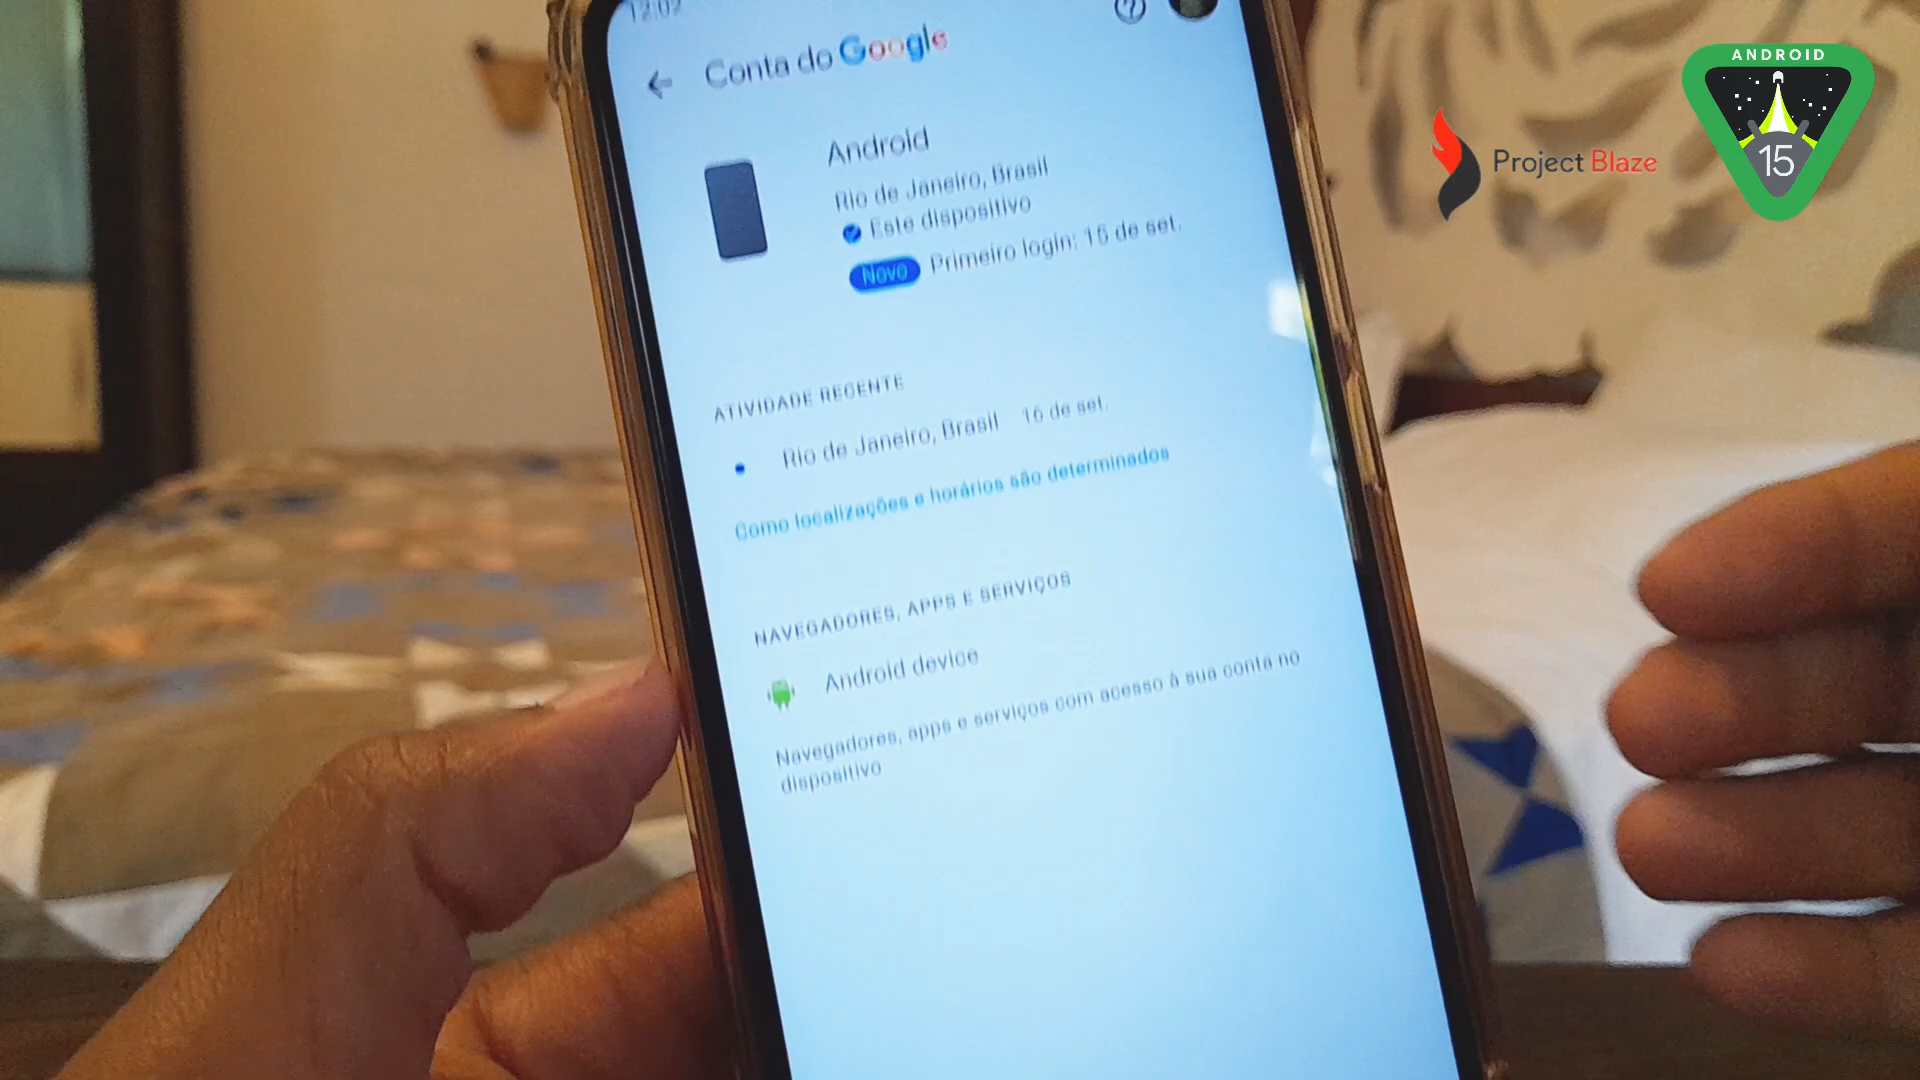 12:02
Conta do Google
Android
Rio de Janeiro, Brasil
Este dispositivo
Novo Primeiro login: 15 de set.
ATIVIDADE RECENTE
Rio de Janeiro, Brasil 16 de set.
Como localizações e horários são determinados
NAVEGADORES, APPS E SERVIÇOS
Android device
Navegadores, apps e serviços com acesso à sua conta no
dispositivo
Project Blaze
ANDROID
15